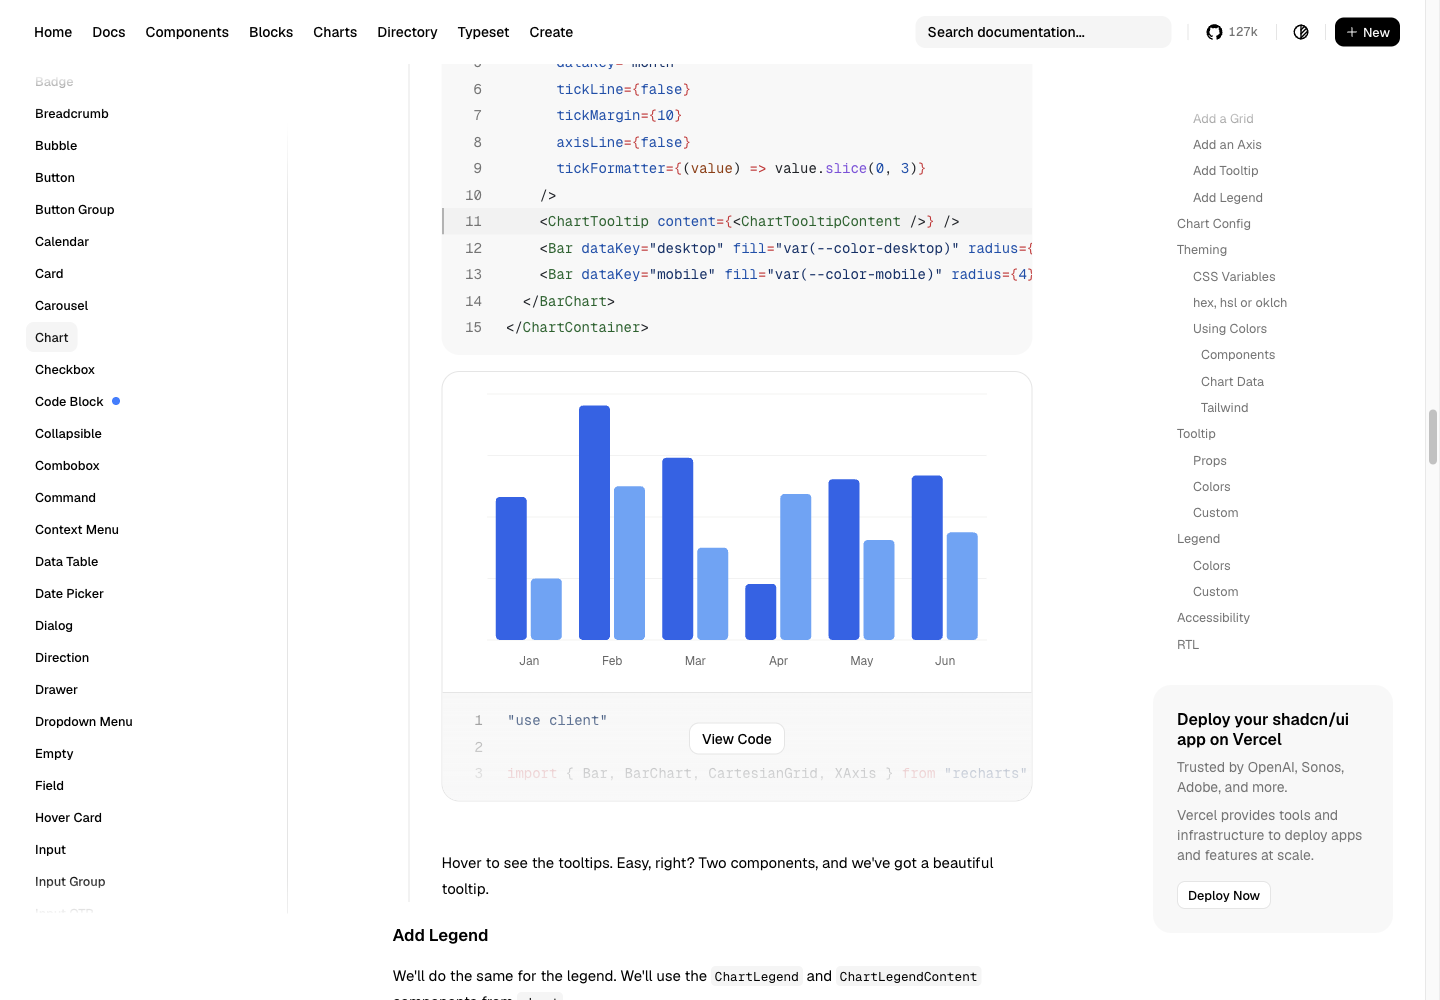 Home Docs Components Blocks Charts Directory Typeset Create
Search documentation...
127k
New
Badge
Breadcrumb
Bubble
Button
Button Group
Calendar
Card
Carousel
Chart
Checkbox
Code Block
Collapsible
Combobox
Command
Context Menu
Data Table
Date Picker
Dialog
Direction
Drawer
Dropdown Menu
Empty
Field
Hover Card
Input
Input Group
5 dataKey="month"
6 tickLine={false}
7 tickMargin={10}
8 axisLine={false}
9 tickFormatter={(value) => value.slice(0, 3)}
10 />
11 <ChartTooltip content={<ChartTooltipContent />} />
12 <Bar dataKey="desktop" fill="var(--color-desktop)" radius={
13 <Bar dataKey="mobile" fill="var(--color-mobile)" radius={4}
14 </BarChart>
15 </ChartContainer>
Jan Feb Mar Apr May Jun
1 "use client"
2
View Code
3 import { Bar, BarChart, CartesianGrid, XAxis } from "recharts"
Hover to see the tooltips. Easy, right? Two components, and we've got a beautiful
tooltip.
Add Legend
We'll do the same for the legend. We'll use the ChartLegend and ChartLegendContent
components from
Add a Grid
Add an Axis
Add Tooltip
Add Legend
Chart Config
Theming
CSS Variables
hex, hsl or oklch
Using Colors
Components
Chart Data
Tailwind
Tooltip
Props
Colors
Custom
Legend
Colors
Custom
Accessibility
RTL
Deploy your shadcn/ui
app on Vercel
Trusted by OpenAI, Sonos,
Adobe, and more.
Vercel provides tools and
infrastructure to deploy apps
and features at scale.
Deploy Now